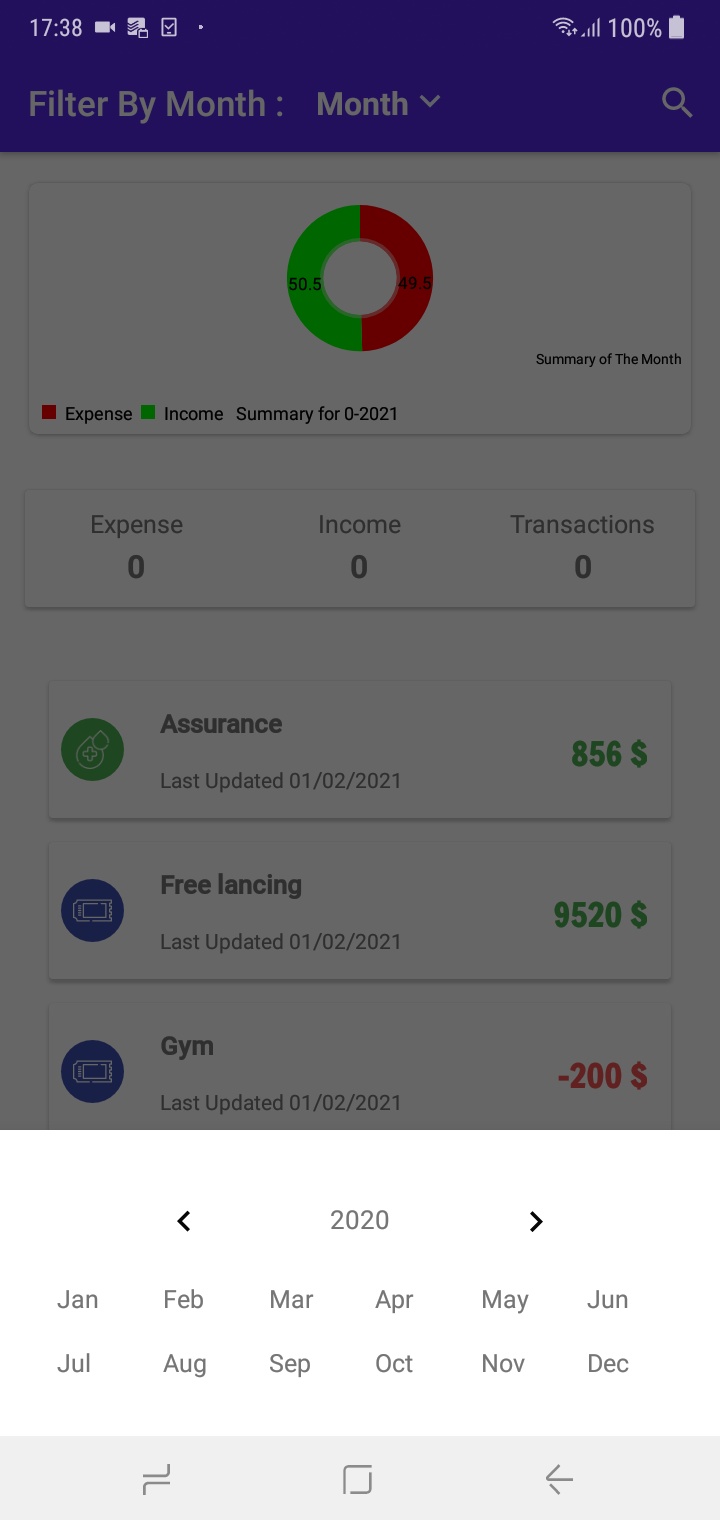 17:38 100%
Filter By Month : Month
50.5 49.5
Summary of The Month
Expense Income Summary for 0-2021
Expense Income Transactions
0 0 0
Assurance
856 $
Last Updated 01/02/2021
Free lancing
9520 $
Last Updated 01/02/2021
Gym
-200 $
Last Updated 01/02/2021
2020
Jan Feb Mar Apr May Jun
Jul Aug Sep Oct Nov Dec